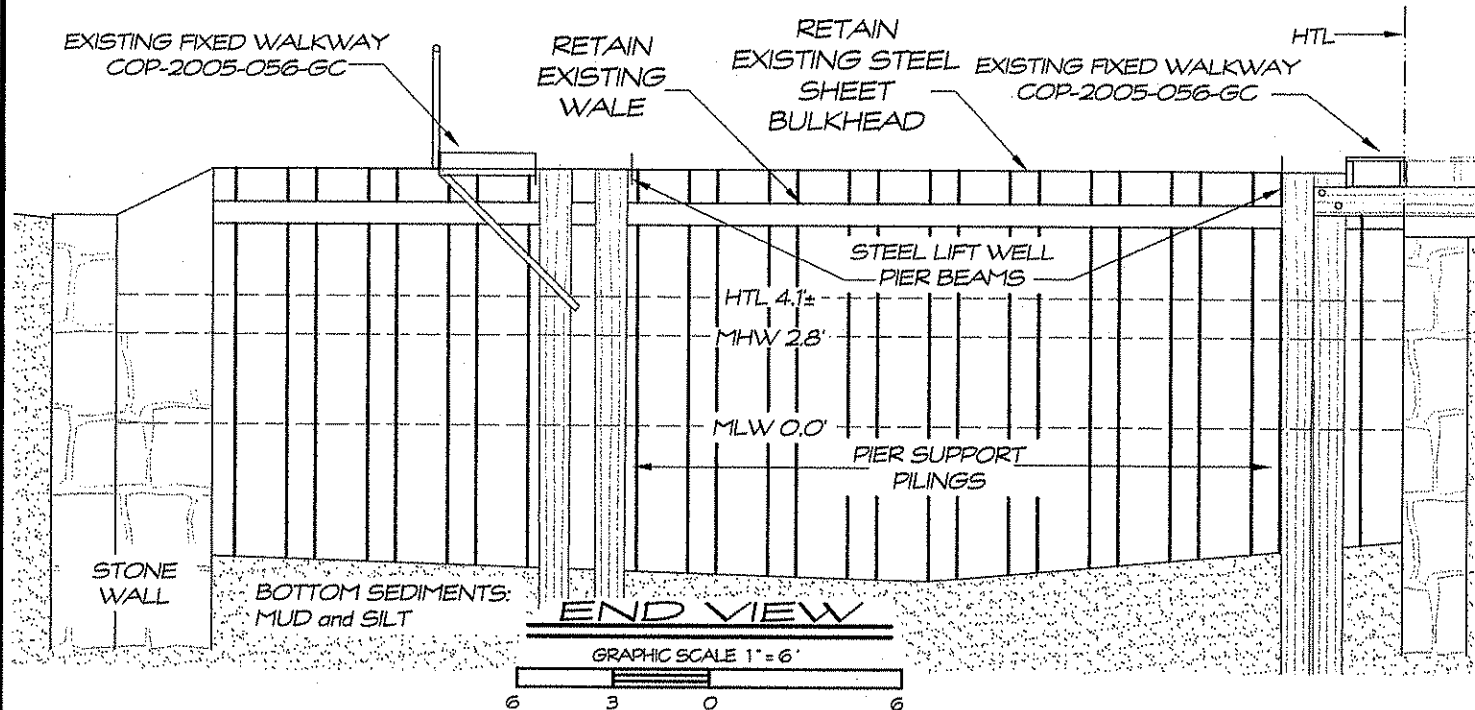 EXISTING FIXED WALKWAY
COP-2005-056-GC
RETAIN
EXISTING
WALE
RETAIN
EXISTING STEEL
SHEET
BULKHEAD
EXISTING FIXED WALKWAY
COP-2005-056-GC
HTL
STEEL LIFT WELL
PIER BEAMS
HTL 4.1'±
MHW 2.8'
MLW 0.0'
PIER SUPPORT
PILINGS
STONE
WALL
BOTTOM SEDIMENTS:
MUD and SILT
END VIEW
GRAPHIC SCALE 1"= 6'
6 3 0 6